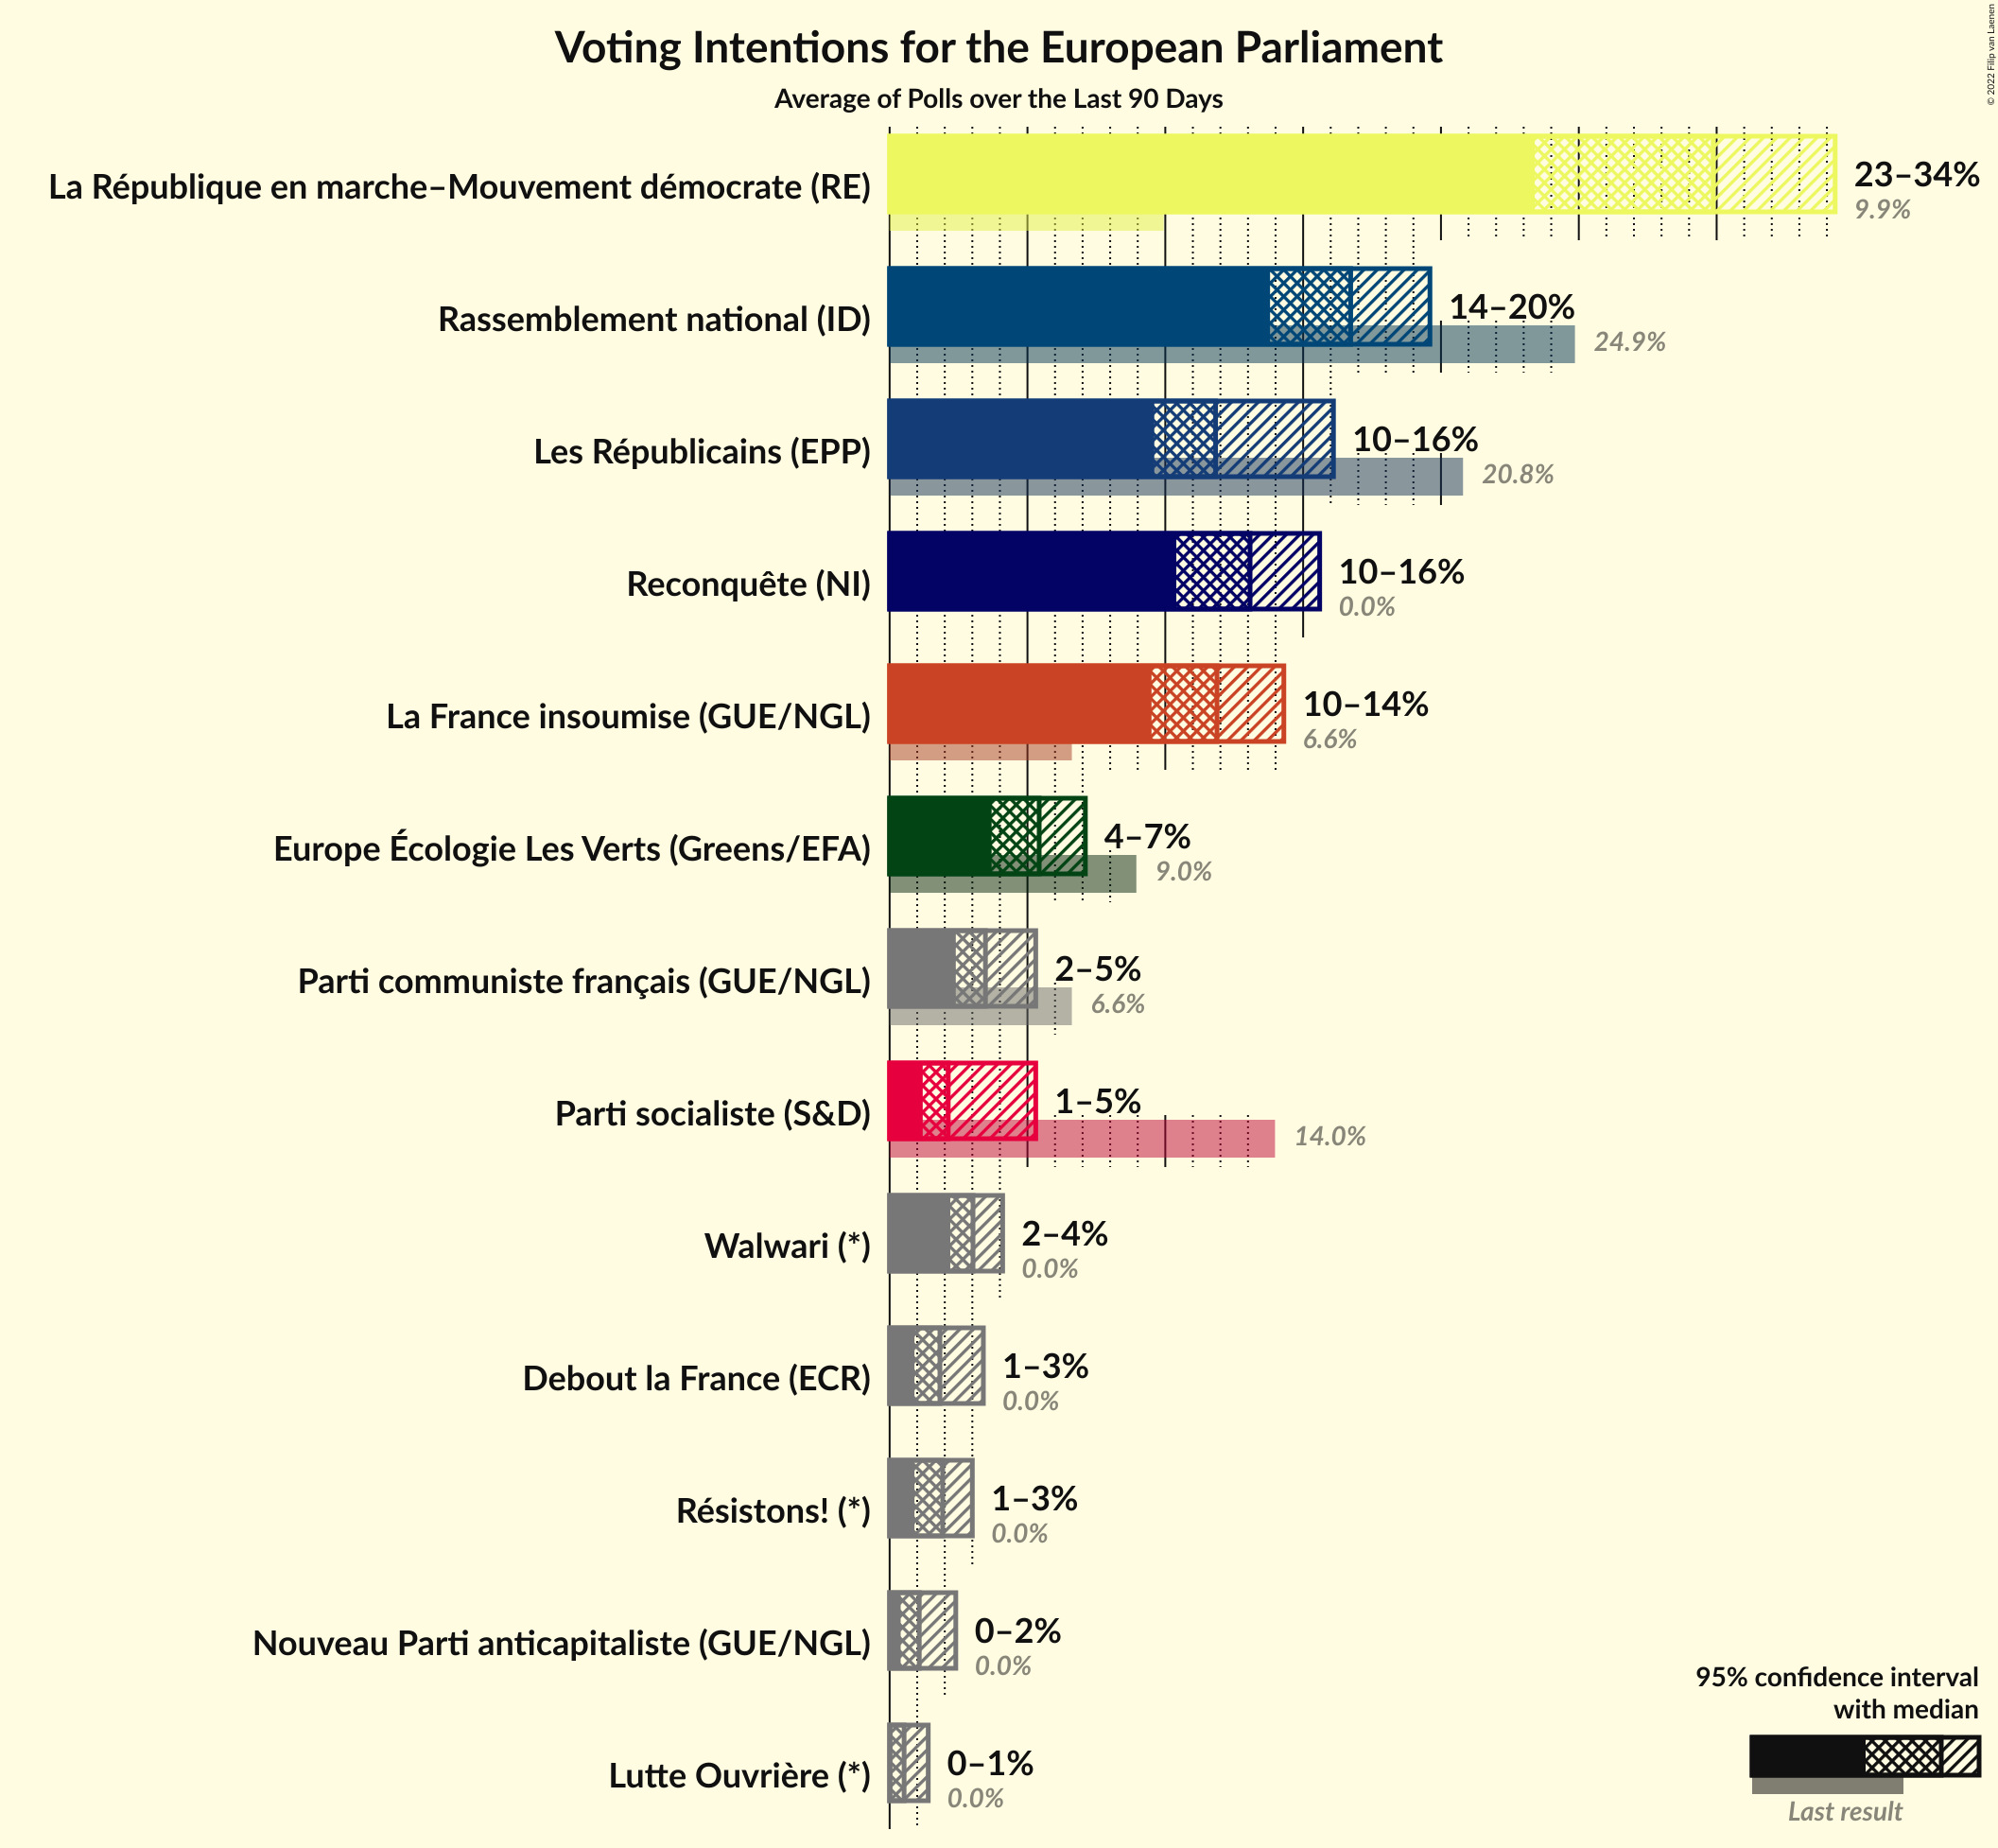 Voting Intentions for the European Parliament
Average of Polls over the Last 90 Days
© 2022 Filip van Laenen
La République en marche–Mouvement démocrate (RE)
23–34%
9.9%
Rassemblement national (ID)
14–20%
24.9%
Les Républicains (EPP)
10–16%
20.8%
Reconquête (NI)
10–16%
0.0%
La France insoumise (GUE/NGL)
10–14%
6.6%
Europe Écologie Les Verts (Greens/EFA)
4–7%
9.0%
Parti communiste français (GUE/NGL)
2–5%
6.6%
Parti socialiste (S&D)
1–5%
14.0%
Walwari (*)
2–4%
0.0%
Debout la France (ECR)
1–3%
0.0%
Résistons! (*)
1–3%
0.0%
Nouveau Parti anticapitaliste (GUE/NGL)
0–2%
0.0%
Lutte Ouvrière (*)
0–1%
0.0%
95% confidence interval
with median
Last result